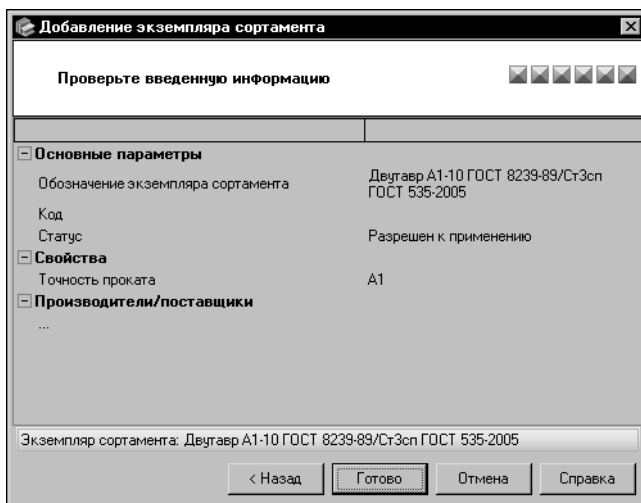 Добавление экземпляра сортамента
Проверьте введенную информацию
Основные параметры
Обозначение экземпляра сортамента Двутавр А1-10 ГОСТ 8239-89/Ст3сп
ГОСТ 535-2005
Код
Статус Разрешен к применению
Свойства
Точность проката А1
Производители/поставщики
...
Экземпляр сортамента: Двутавр А1-10 ГОСТ 8239-89/Ст3сп ГОСТ 535-2005
< Назад Готово Отмена Справка